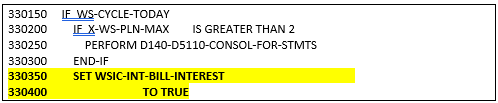 330150 IF WS-CYCLE-TODAY
330200 IF X-WS-PLN-MAX IS GREATER THAN 2
330250 PERFORM D140-D5110-CONSOL-FOR-STMTS
330300 END-IF
330350 SET WSIC-INT-BILL-INTEREST
330400 TO TRUE